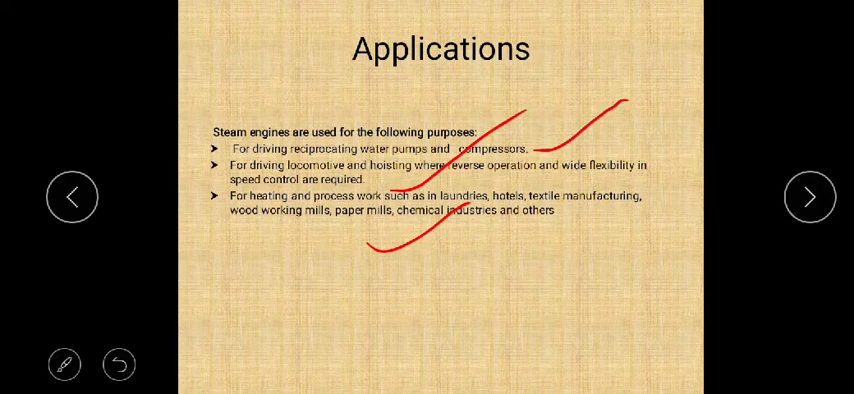 Applications
Steam engines are used for the following purposes:
➤ For driving reciprocating water pumps and compressors.
➤ For driving locomotive and hoisting where reverse operation and wide flexibility in
speed control are required.
➤ For heating and process work such as in laundries, hotels, textile manufacturing,
wood working mills, paper mills, chemical industries and others